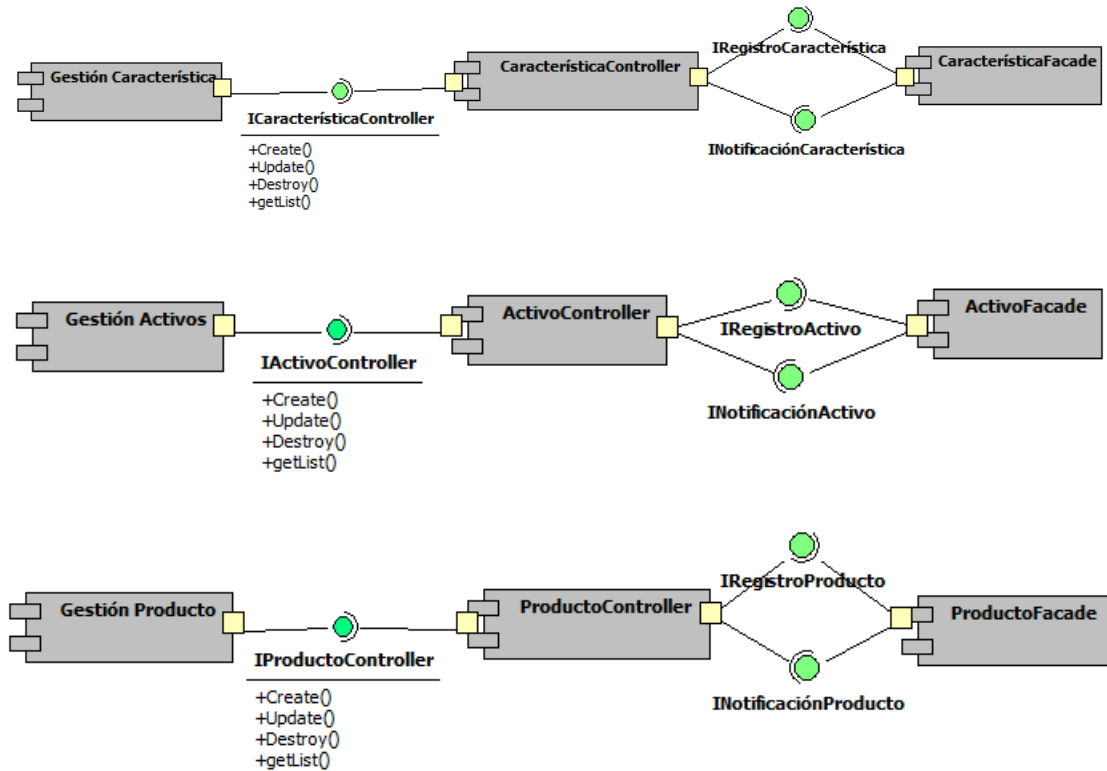 Gestión Característica
CaracterísticaController
CaracterísticaFacade
IRegistroCaracterística
ICaracterísticaController
+Create()
+Update()
+Destroy()
+getList()
INotificaciónCaracterística
Gestión Activos
ActivoController
ActivoFacade
IRegistroActivo
IActivoController
+Create()
+Update()
+Destroy()
+getList()
INotificaciónActivo
Gestión Producto
ProductoController
ProductoFacade
IRegistroProducto
IProductoController
+Create()
+Update()
+Destroy()
+getList()
INotificaciónProducto